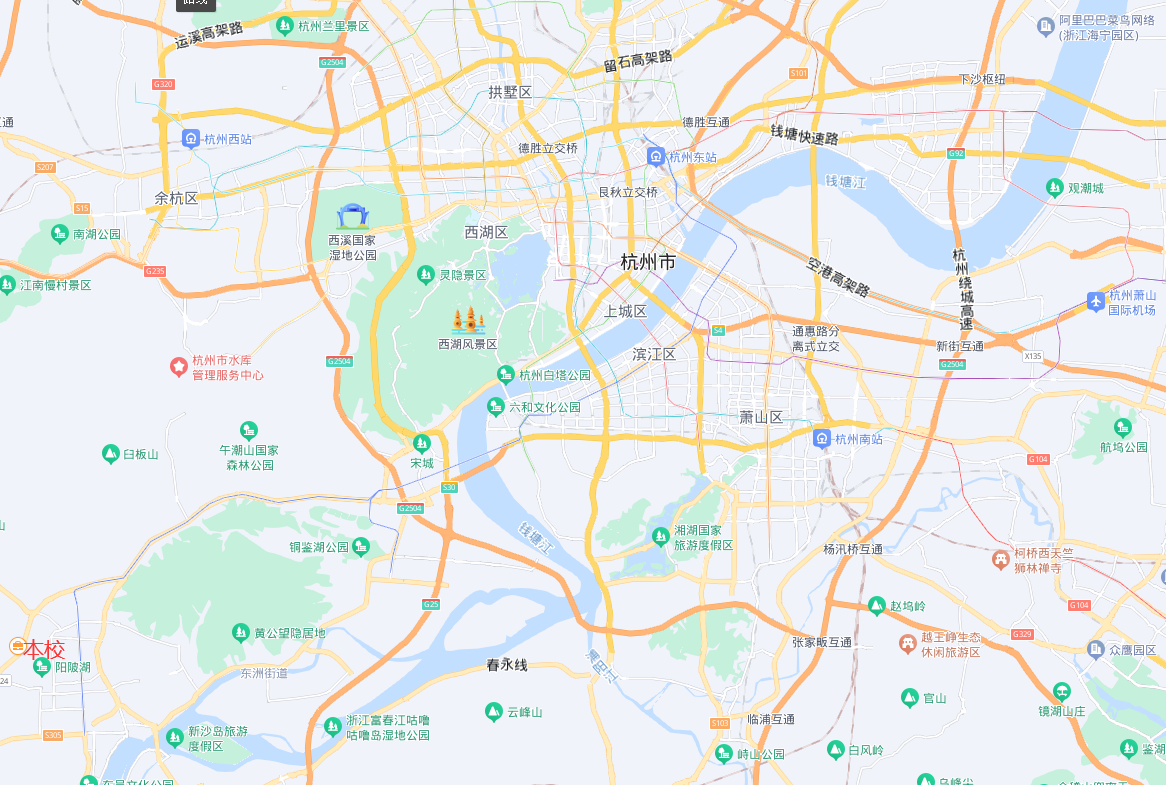 路线
杭州兰里景区
运溪高架路
G2504
留石高架路
阿里巴巴菜鸟网络
(浙江海宁园区)
G320
S101
下沙枢纽
拱墅区
德胜互通
钱塘快速路
杭州西站
德胜立交桥
杭州东站
G92
S207
钱塘江
观潮城
余杭区
艮秋立交桥
S15
南湖公园
西溪国家
湿地公园
西湖区
杭州市
G235
灵隐景区
空港高架路
杭州绕城高速
江南慢村景区
杭州萧山
国际机场
西湖风景区
上城区
S4
通惠路分
离式立交
新街互通
X135
G2504
滨江区
G2504
杭州市水库
管理服务中心
杭州白塔公园
六和文化公园
萧山区
杭州南站
航坞公园
午潮山国家
森林公园
臼板山
宋城
G104
S30
G2504
钱塘江
湘湖国家
旅游度假区
铜鉴湖公园
杨汛桥互通
柯桥西天竺
狮林禅寺
G25
赵坞岭
G104
黄公望隐居地
G329
本校
阳陂湖
张家畈互通
越王峥生态
休闲旅游区
众鹰园区
东洲街道
春永线
浦阳江
24
官山
镜湖山庄
云峰山
S305
新沙岛旅游
度假区
浙江富春江咕噜
咕噜岛湿地公园
S103
临浦互通
峙山公园
白风岭
鉴湖